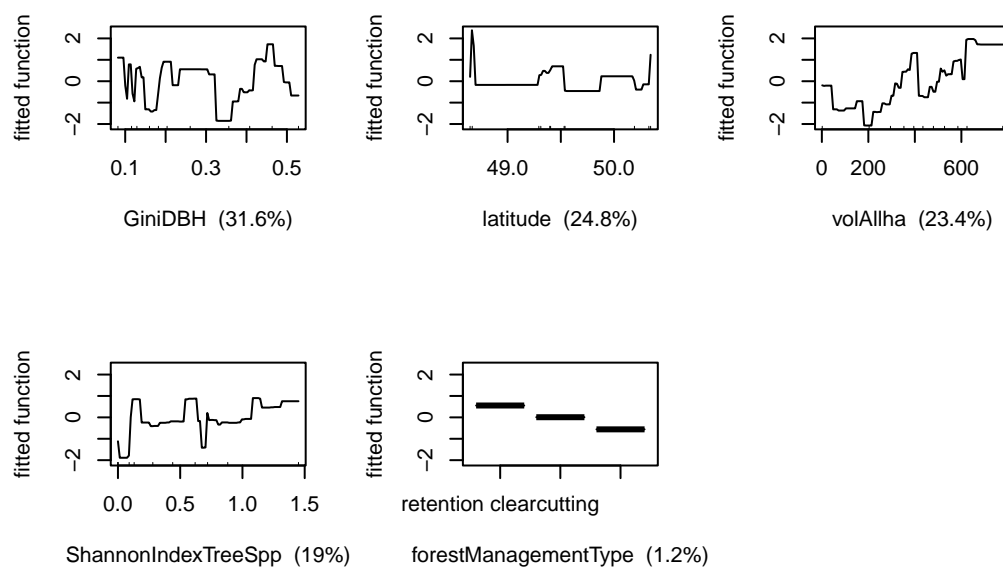 fitted function
2
0
−2
0.1 0.3 0.5
GiniDBH (31.6%)
fitted function
2
0
−2
49.0 50.0
latitude (24.8%)
fitted function
2
0
−2
0 200 600
volAllha (23.4%)
fitted function
2
0
−2
0.0 0.5 1.0 1.5
ShannonIndexTreeSpp (19%)
fitted function
2
0
−2
retention clearcutting
forestManagementType (1.2%)